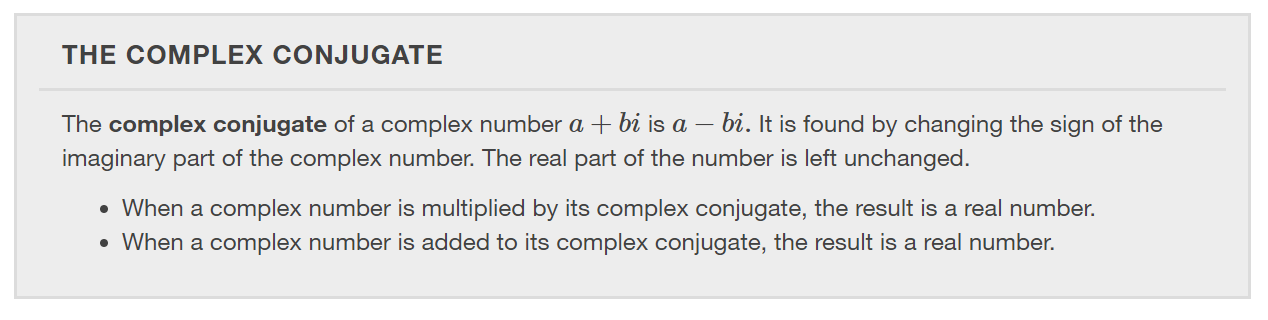 THE COMPLEX CONJUGATE
The complex conjugate of a complex number a + bi is a − bi. It is found by changing the sign of the
imaginary part of the complex number. The real part of the number is left unchanged.
• When a complex number is multiplied by its complex conjugate, the result is a real number.
• When a complex number is added to its complex conjugate, the result is a real number.